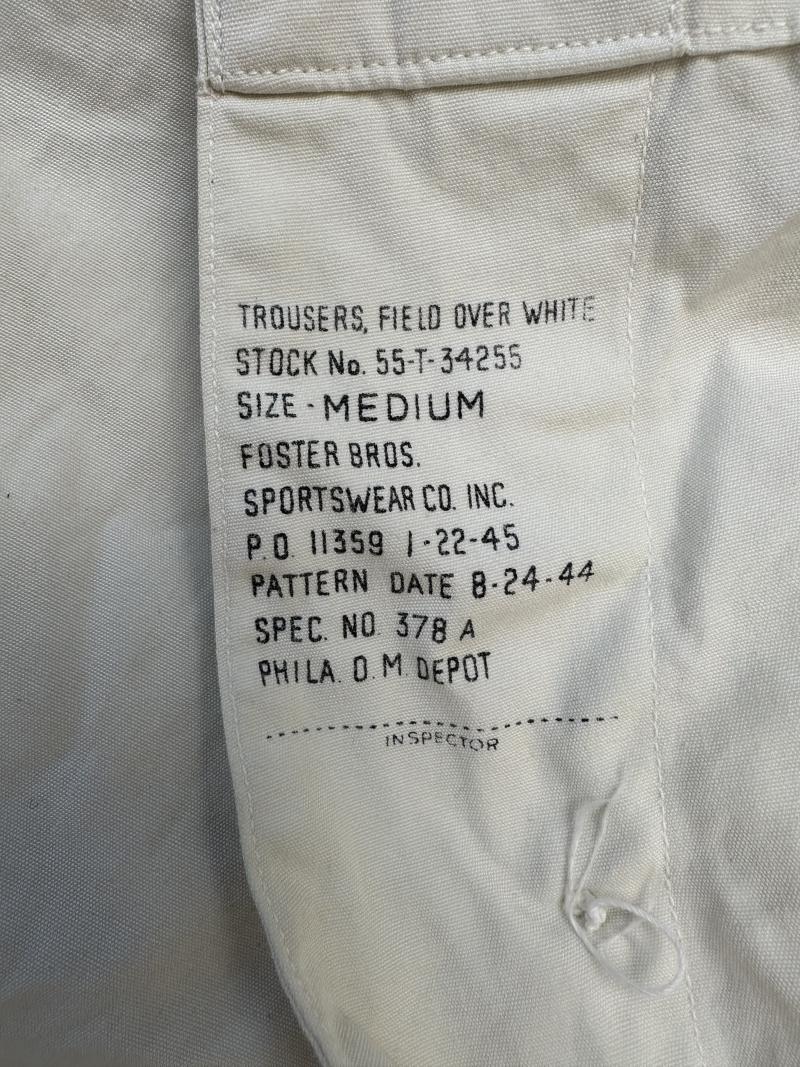 TROUSERS, FIELD OVER WHITE
STOCK No. 55-T-34255
SIZE - MEDIUM
FOSTER BROS.
SPORTSWEAR CO. INC.
P.O. 11359 1-22-45
PATTERN DATE 8-24-44
SPEC. NO. 378 A
PHILA. Q.M. DEPOT
INSPECTOR